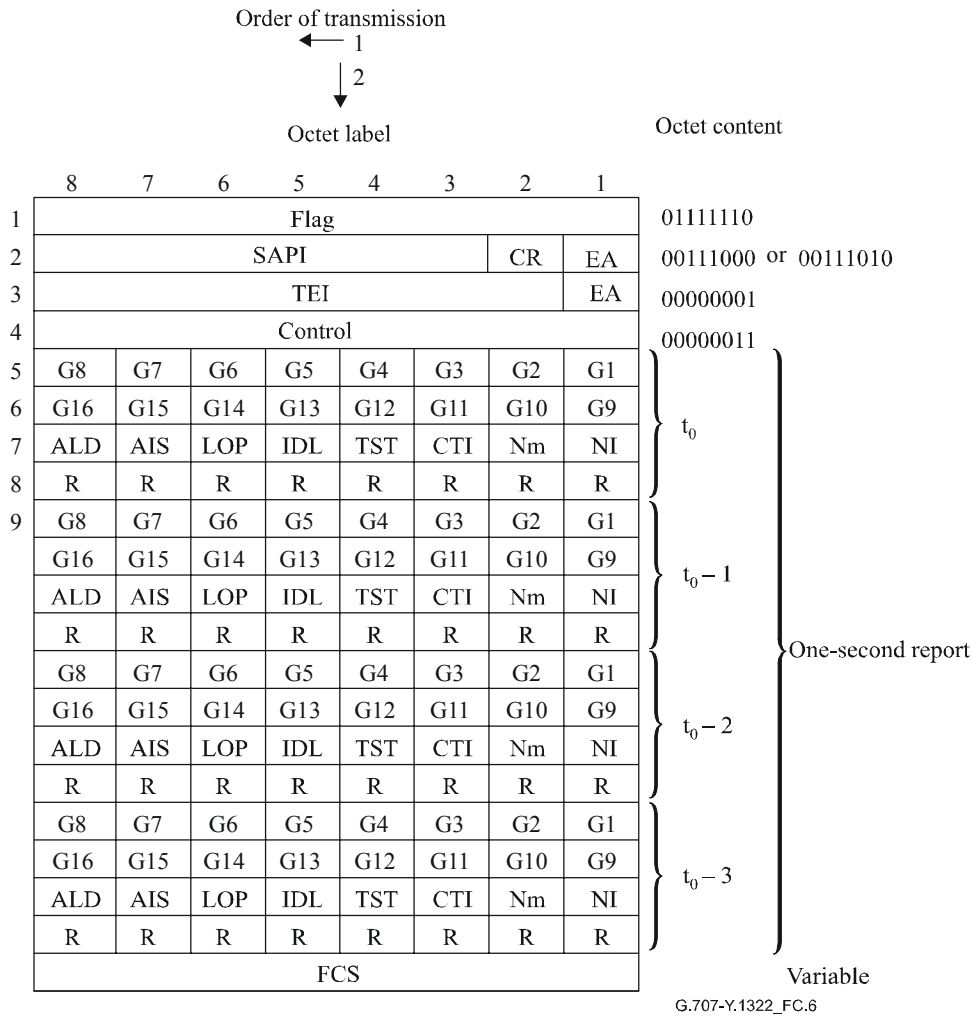 Order of transmission
1
2
Octet label
Octet content
8 7 6 5 4 3 2 1
1 Flag 01111110
2 SAPI CR EA 00111000 or 00111010
3 TEI EA 00000001
4 Control 00000011
5 G8 G7 G6 G5 G4 G3 G2 G1
6 G16 G15 G14 G13 G12 G11 G10 G9
t0
7 ALD AIS LOP IDL TST CTI Nm NI
8 R R R R R R R R
9 G8 G7 G6 G5 G4 G3 G2 G1
G16 G15 G14 G13 G12 G11 G10 G9
t0 – 1
ALD AIS LOP IDL TST CTI Nm NI
R R R R R R R R
One-second report
G8 G7 G6 G5 G4 G3 G2 G1
G16 G15 G14 G13 G12 G11 G10 G9
t0 – 2
ALD AIS LOP IDL TST CTI Nm NI
R R R R R R R R
G8 G7 G6 G5 G4 G3 G2 G1
G16 G15 G14 G13 G12 G11 G10 G9
t0 – 3
ALD AIS LOP IDL TST CTI Nm NI
R R R R R R R R
FCS Variable
G.707-Y.1322_FC.6